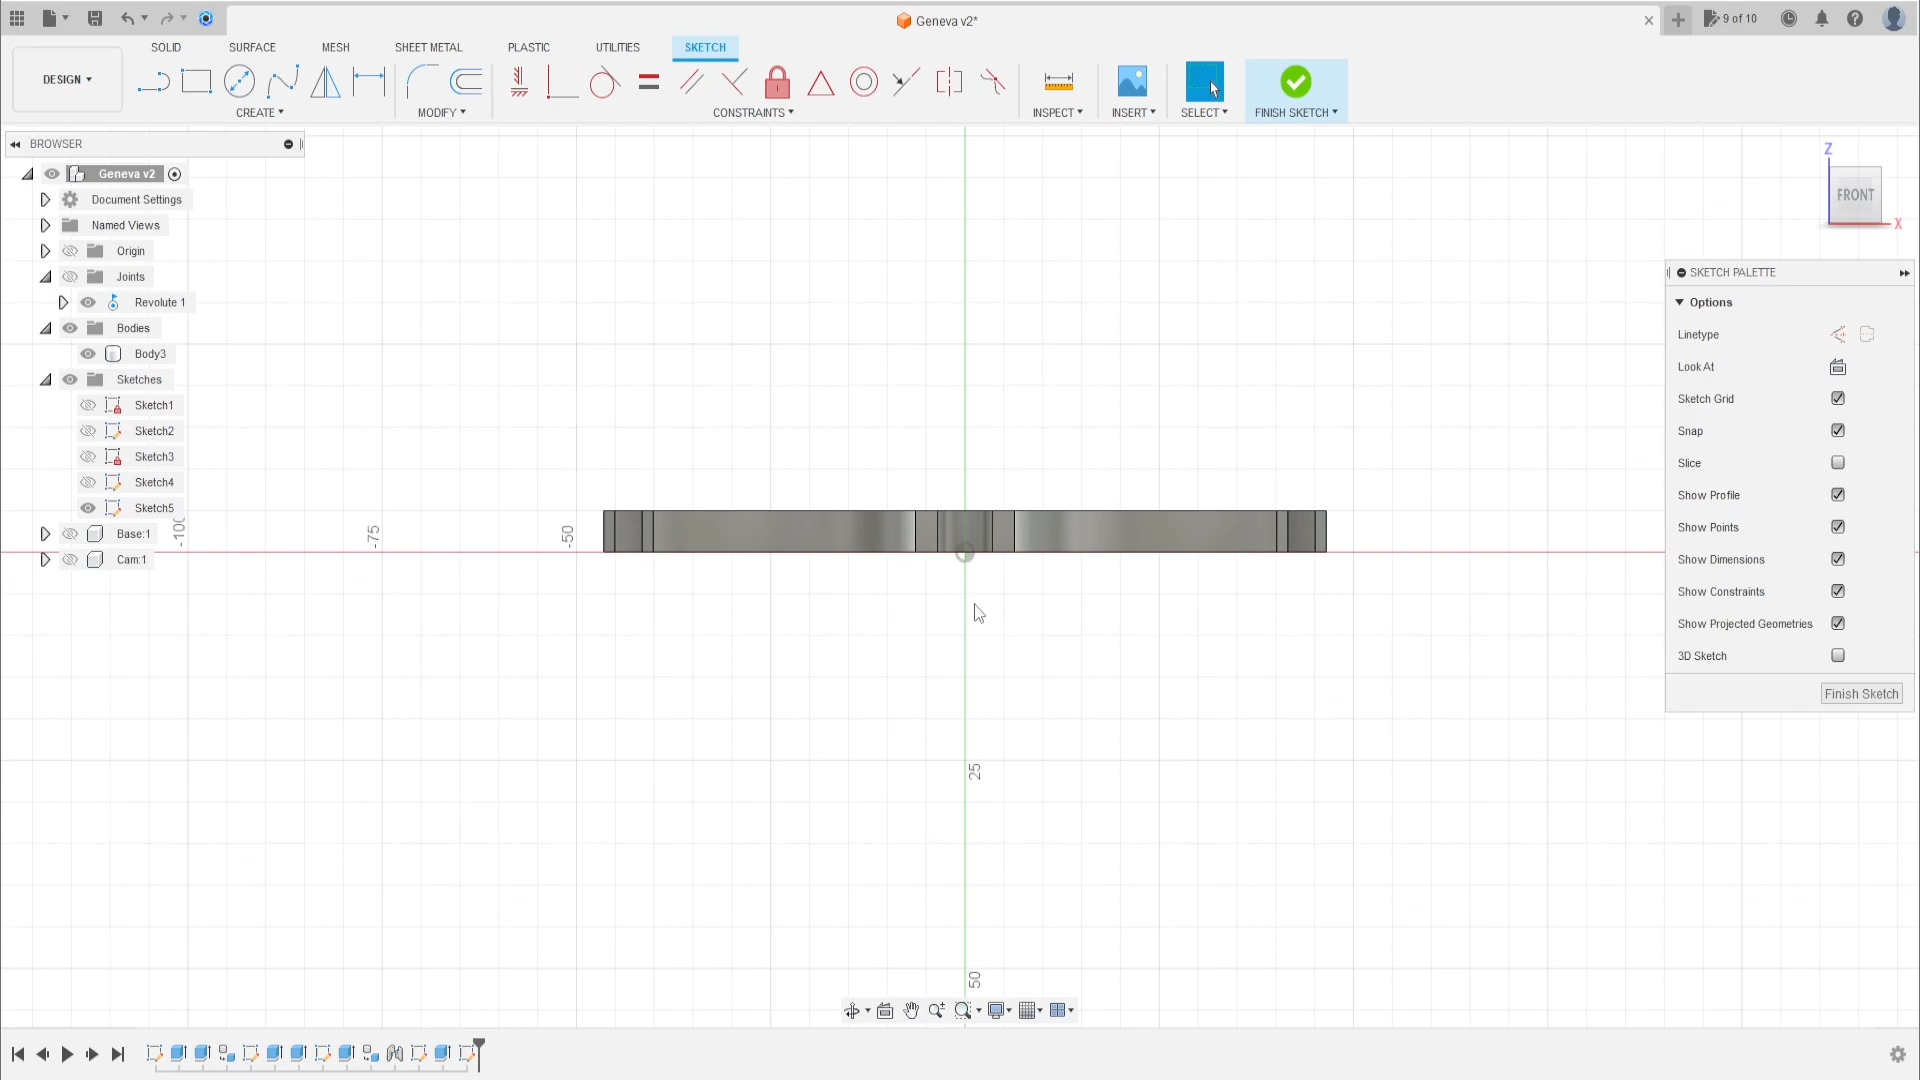 Geneva v2*
9 of 10
DESIGN
SOLID
SURFACE
MESH
SHEET METAL
PLASTIC
UTILITIES
SKETCH
CREATE
MODIFY
CONSTRAINTS
INSPECT
INSERT
SELECT
FINISH SKETCH
BROWSER
Geneva v2
Document Settings
Named Views
Origin
Joints
Revolute 1
Bodies
Body3
Sketches
Sketch1
Sketch2
Sketch3
Sketch4
Sketch5
Base:1
Cam:1
-100
-75
-50
25
50
Z
FRONT
X
SKETCH PALETTE
Options
Linetype
Look At
Sketch Grid
Snap
Slice
Show Profile
Show Points
Show Dimensions
Show Constraints
Show Projected Geometries
3D Sketch
Finish Sketch